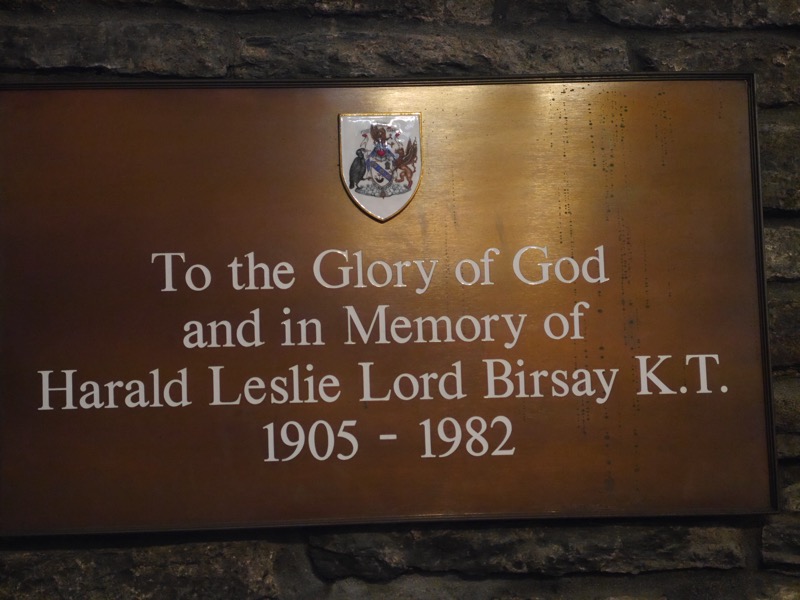 To the Glory of God
and in Memory of
Harald Leslie Lord Birsay K.T.
1905 - 1982